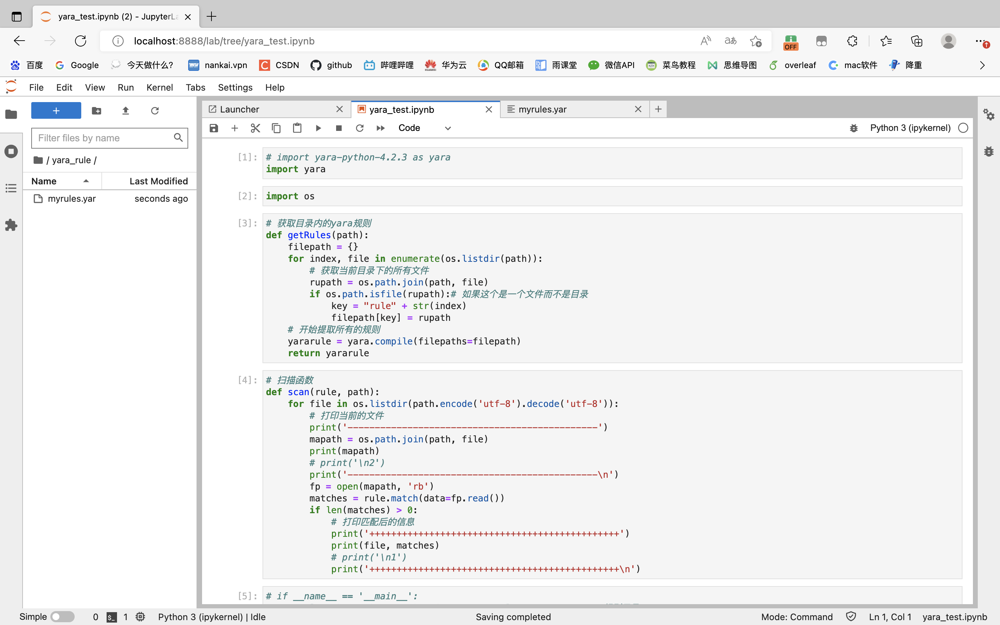 yara_test.ipynb (2) - JupyterLa
localhost:8888/lab/tree/yara_test.ipynb
aあ
OFF
百度 Google 今天做什么? nankai.vpn CSDN github 哔哩哔哩 华为云 QQ邮箱 雨课堂 微信API 菜鸟教程 思维导图 overleaf mac软件 降重
File Edit View Run Kernel Tabs Settings Help
Launcher yara_test.ipynb myrules.yar
Code Python 3 (ipykernel)
Filter files by name
/ yara_rule /
Name Last Modified
myrules.yar seconds ago
[1]: # import yara-python-4.2.3 as yara
import yara
[2]: import os
[3]: # 获取目录内的yara规则
def getRules(path):
    filepath = {}
    for index, file in enumerate(os.listdir(path)):
        # 获取当前目录下的所有文件
        rupath = os.path.join(path, file)
        if os.path.isfile(rupath):# 如果这个是一个文件而不是目录
            key = "rule" + str(index)
            filepath[key] = rupath
    # 开始提取所有的规则
    yararule = yara.compile(filepaths=filepath)
    return yararule
[4]: # 扫描函数
def scan(rule, path):
    for file in os.listdir(path.encode('utf-8').decode('utf-8')):
        # 打印当前的文件
        print('----------------------------------------------')
        mapath = os.path.join(path, file)
        print(mapath)
        # print('\n2')
        print('----------------------------------------------\n')
        fp = open(mapath, 'rb')
        matches = rule.match(data=fp.read())
        if len(matches) > 0:
            # 打印匹配后的信息
            print('++++++++++++++++++++++++++++++++++++++++++++++')
            print(file, matches)
            # print('\n1')
            print('++++++++++++++++++++++++++++++++++++++++++++++\n')
[5]: # if __name__ == '__main__':
Simple 0 $_ 1 Python 3 (ipykernel) | Idle Saving completed Mode: Command Ln 1, Col 1 yara_test.ipynb